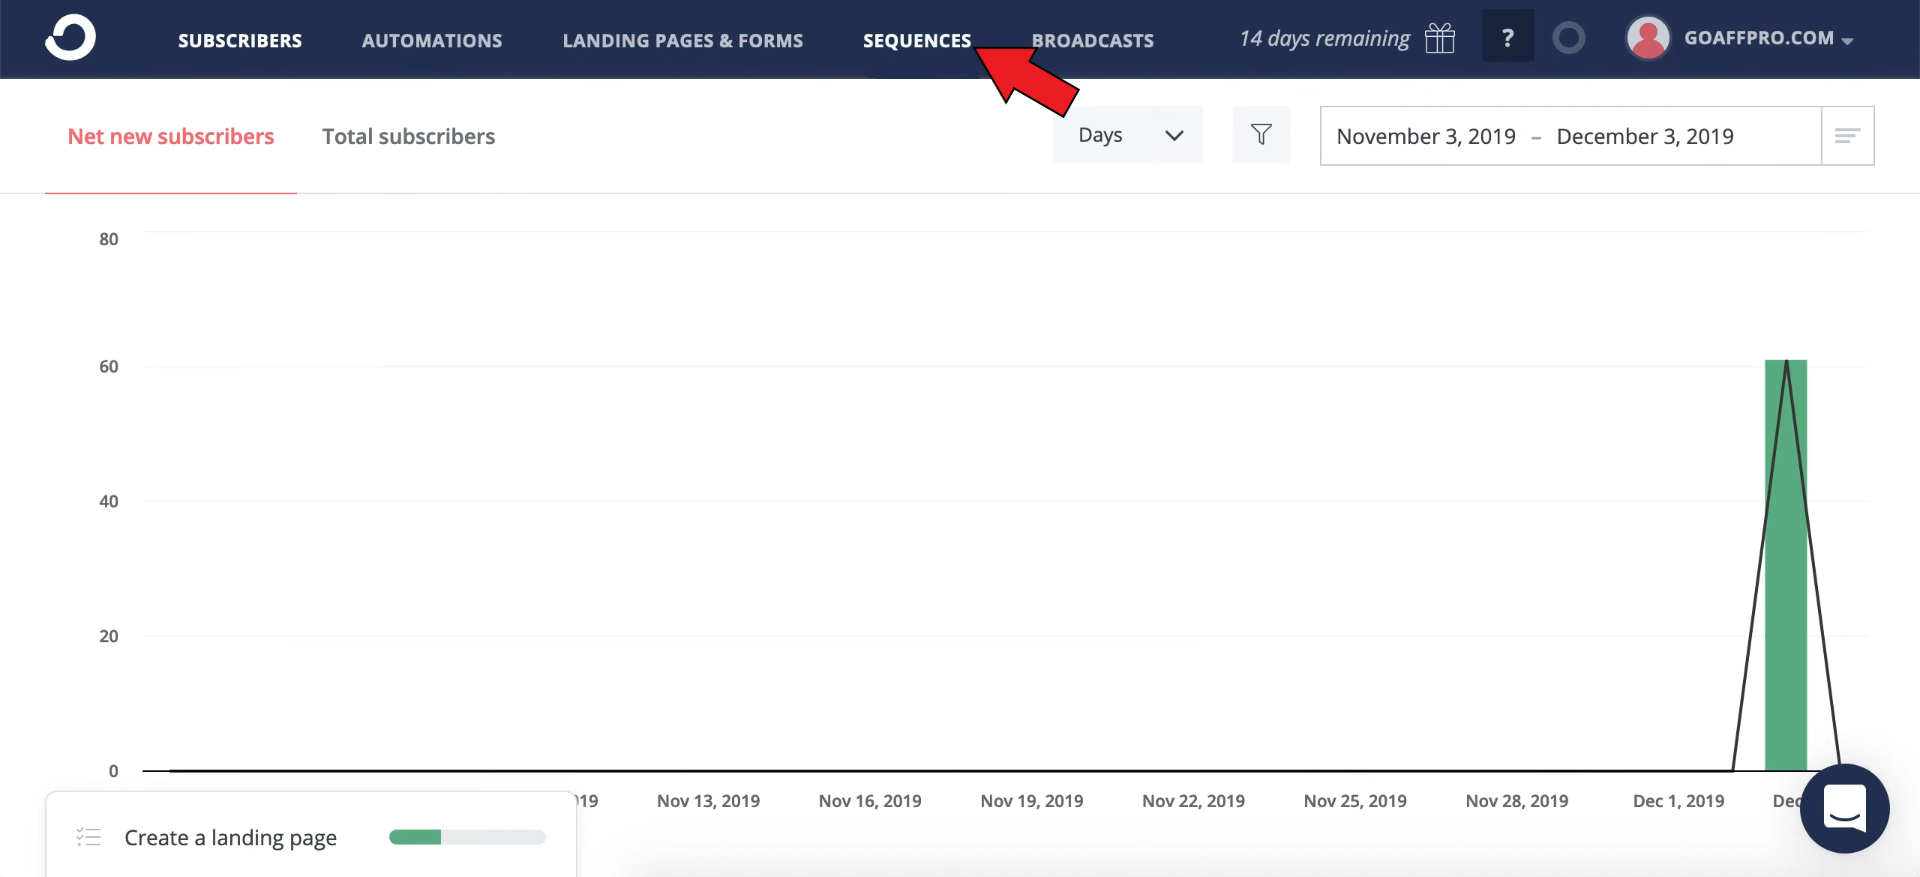 SUBSCRIBERS AUTOMATIONS LANDING PAGES & FORMS SEQUENCES BROADCASTS 14 days remaining ? GOAFFPRO.COM
Net new subscribers Total subscribers Days November 3, 2019 – December 3, 2019
80
60
40
20
0
019 Nov 13, 2019 Nov 16, 2019 Nov 19, 2019 Nov 22, 2019 Nov 25, 2019 Nov 28, 2019 Dec 1, 2019 Dec
Create a landing page